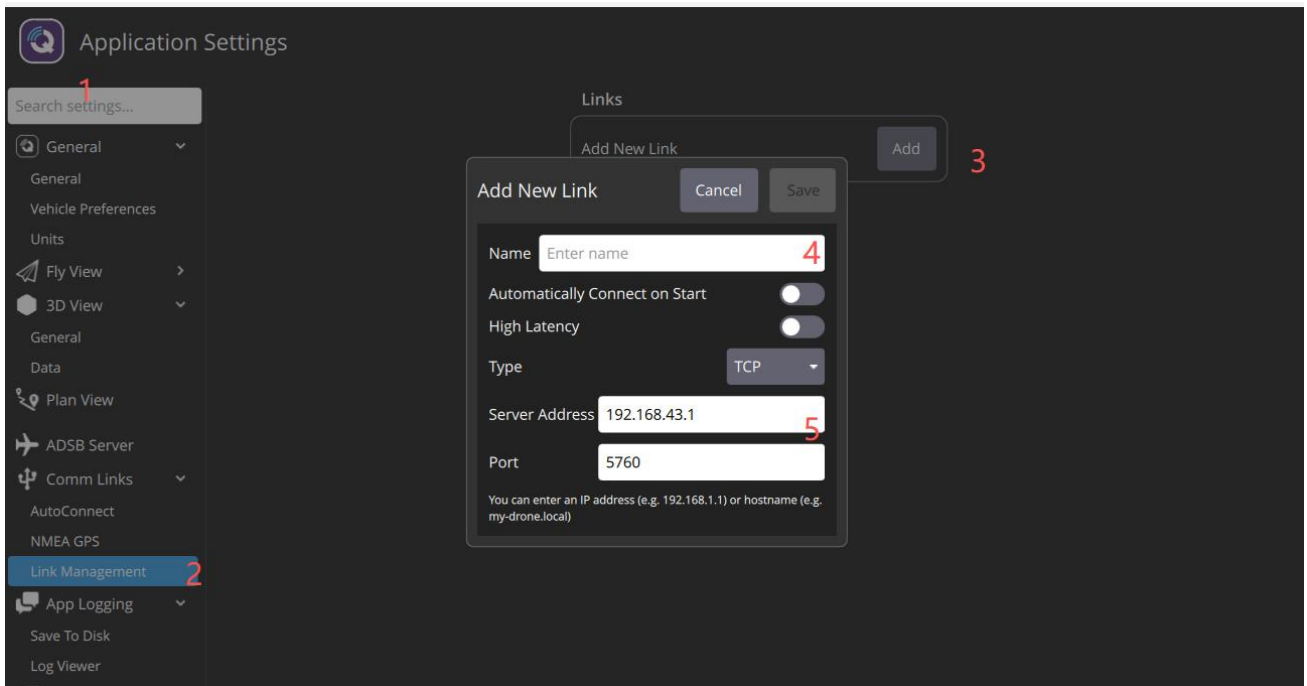 Application Settings
1
Search settings...
General
General
Vehicle Preferences
Units
Fly View
3D View
General
Data
Plan View
ADSB Server
Comm Links
AutoConnect
NMEA GPS
Link Management 2
App Logging
Save To Disk
Log Viewer
Links
Add New Link Add 3
Add New Link Cancel Save
Name Enter name 4
Automatically Connect on Start
High Latency
Type TCP
Server Address 192.168.43.1
5
Port 5760
You can enter an IP address (e.g. 192.168.1.1) or hostname (e.g.
my-drone.local)